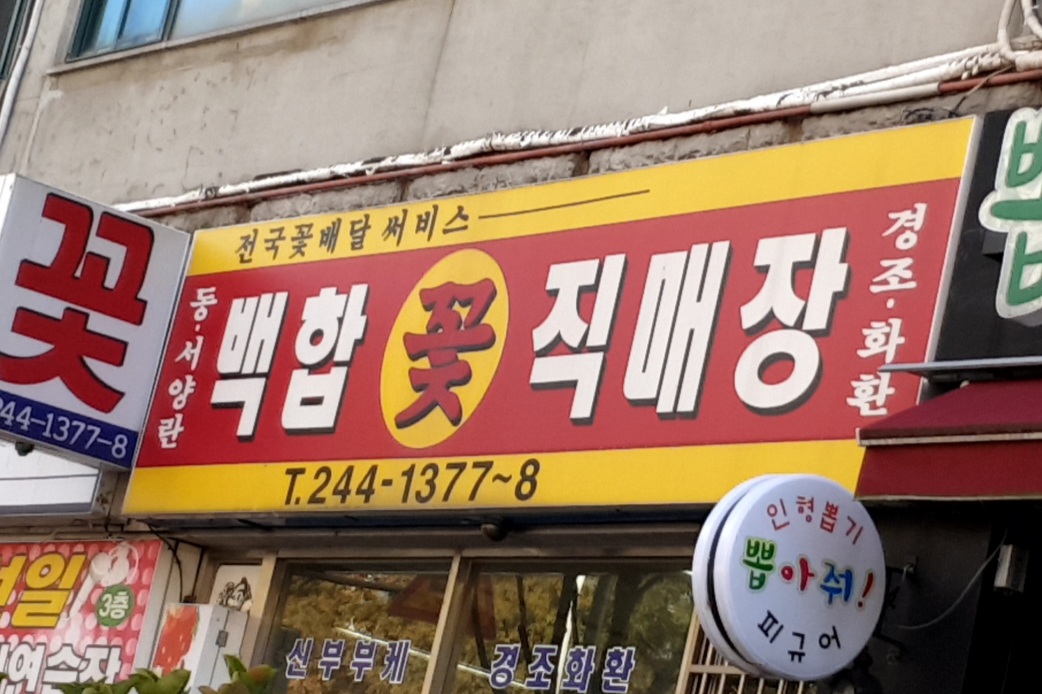 꽃
244-1377-8
전국꽃배달써비스
동·서양란
백합 꽃 직매장
경조·화환
T.244-1377~8
인형뽑기
뽑아줘!
피규어
3층
신부부케
경조화환